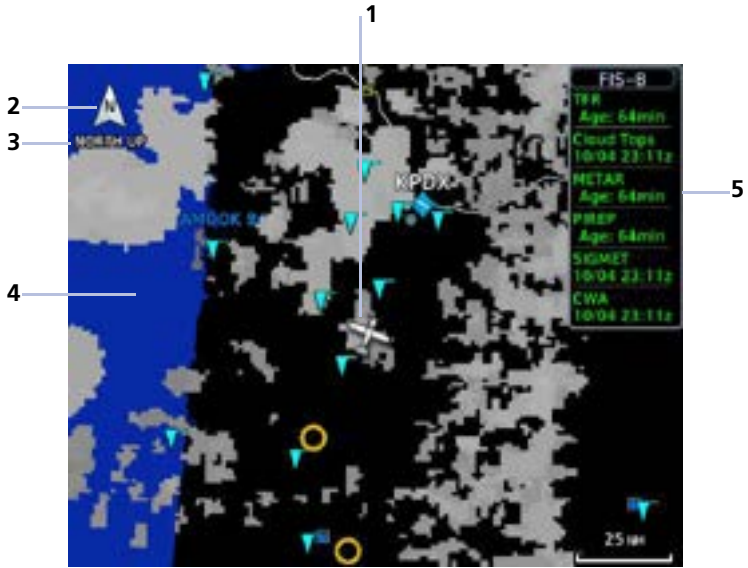 1
2
N
3
NORTH UP
4
5
FIS-B
TFR
Age: 64min
Cloud Tops
10/04 23:11z
METAR
Age: 64min
PIREP
Age: 64min
SIGMET
10/04 23:11z
CWA
10/04 23:11z
KPDX
25 NM